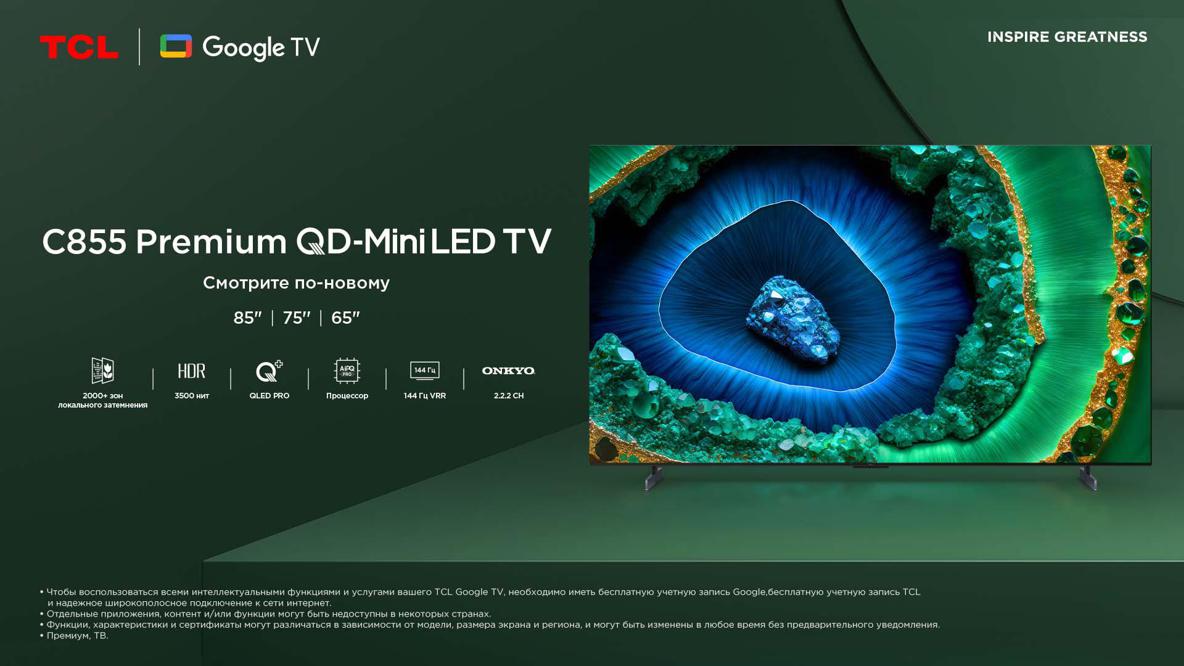 TCL | Google TV
INSPIRE GREATNESS
C855 Premium QD-Mini LED TV
Смотрите по-новому
85" | 75" | 65"
HDR
AiPQ
PRO
144 Гц
ONKYO
2000+ зон
локального затемнения
3500 нит
QLED PRO
Процессор
144 Гц VRR
2.2.2 CH
• Чтобы воспользоваться всеми интеллектуальными функциями и услугами вашего TCL Google TV, необходимо иметь бесплатную учетную запись Google,бесплатную учетную запись TCL
и надежное широкополосное подключение к сети интернет.
• Отдельные приложения, контент и/или функции могут быть недоступны в некоторых странах.
• Функции, характеристики и сертификаты могут различаться в зависимости от модели, размера экрана и региона, и могут быть изменены в любое время без предварительного уведомления.
• Премиум, ТВ.